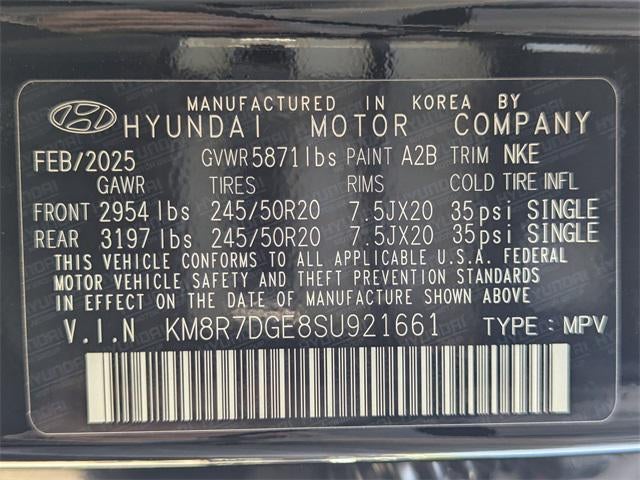 MANUFACTURED IN KOREA BY
HYUNDAI MOTOR COMPANY
FEB/2025 GVWR 5871lbs PAINT A2B TRIM NKE
GAWR TIRES RIMS COLD TIRE INFL
FRONT 2954 lbs 245/50R20 7.5JX20 35psi SINGLE
REAR 3197 lbs 245/50R20 7.5JX20 35psi SINGLE
THIS VEHICLE CONFORMS TO ALL APPLICABLE U.S.A. FEDERAL
MOTOR VEHICLE SAFETY AND THEFT PREVENTION STANDARDS
IN EFFECT ON THE DATE OF MANUFACTURE SHOWN ABOVE
V.I.N KM8R7DGE8SU921661 TYPE: MPV